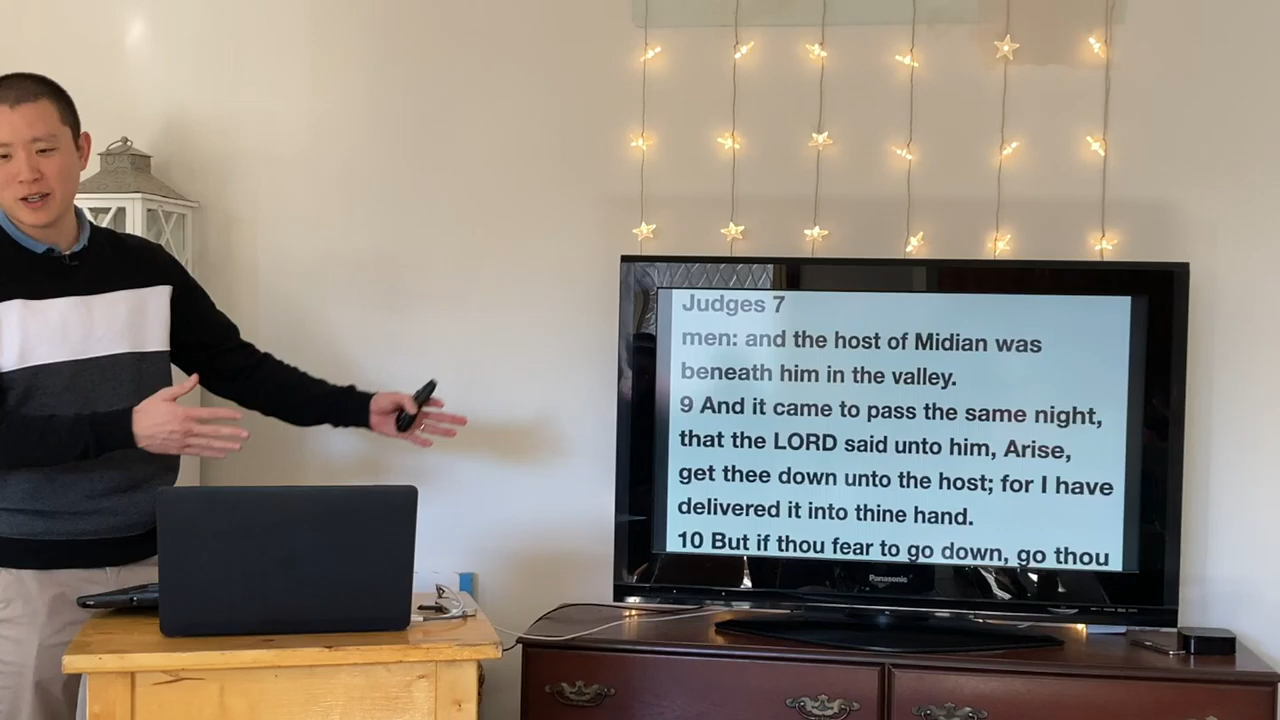 Judges 7
men: and the host of Midian was
beneath him in the valley.
9 And it came to pass the same night,
that the LORD said unto him, Arise,
get thee down unto the host; for I have
delivered it into thine hand.
10 But if thou fear to go down, go thou
Panasonic